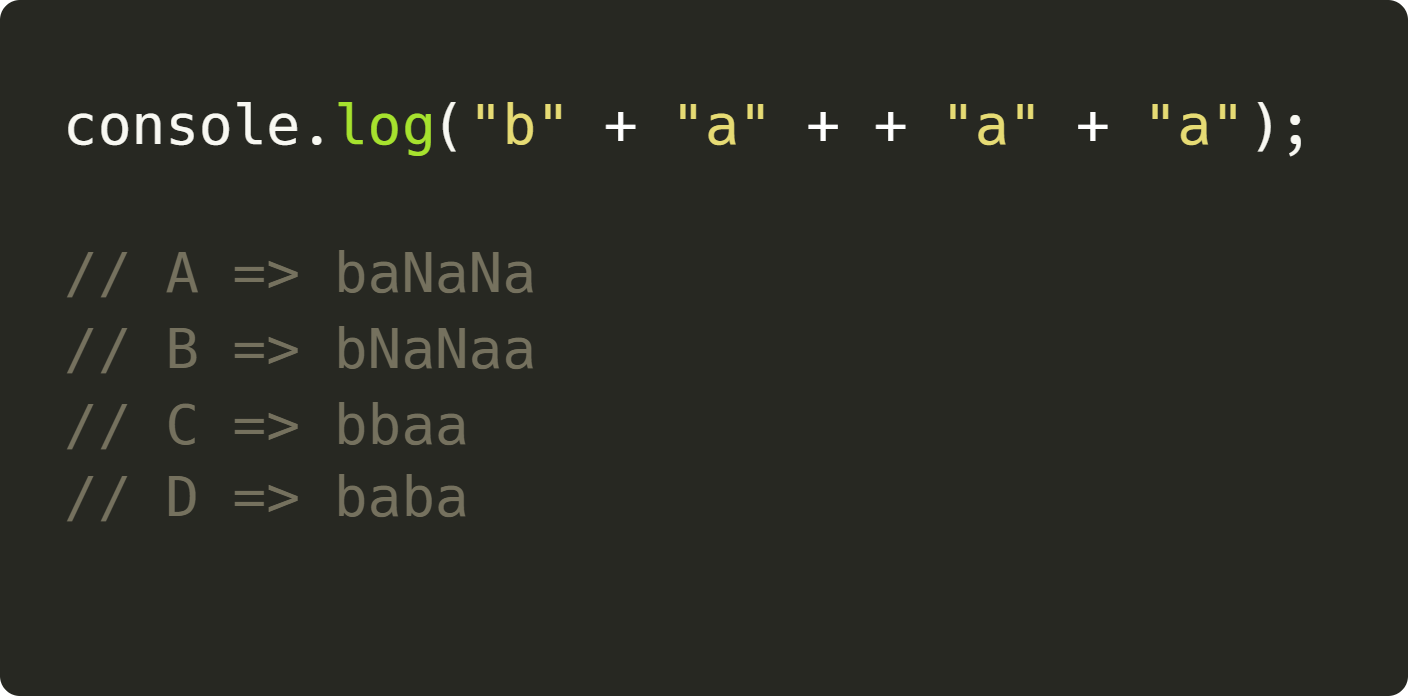 console.log("b" + "a" + + "a" + "a");
// A => baNaNa
// B => bNaNaa
// C => bbaa
// D => baba